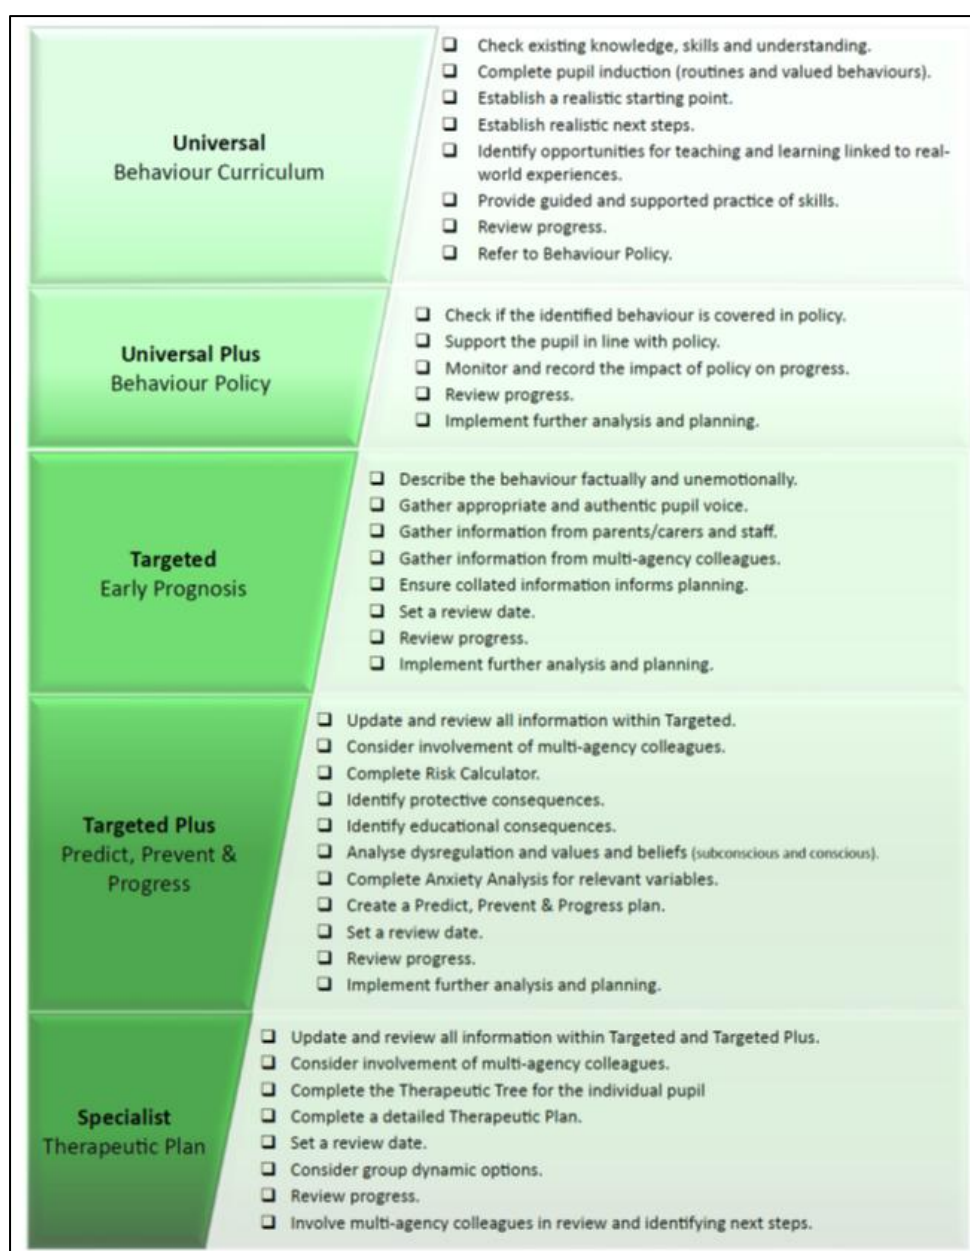 Universal
Behaviour Curriculum
❑ Check existing knowledge, skills and understanding.
❑ Complete pupil induction (routines and valued behaviours).
❑ Establish a realistic starting point.
❑ Establish realistic next steps.
❑ Identify opportunities for teaching and learning linked to real-
world experiences.
❑ Provide guided and supported practice of skills.
❑ Review progress.
❑ Refer to Behaviour Policy.
Universal Plus
Behaviour Policy
❑ Check if the identified behaviour is covered in policy.
❑ Support the pupil in line with policy.
❑ Monitor and record the impact of policy on progress.
❑ Review progress.
❑ Implement further analysis and planning.
Targeted
Early Prognosis
❑ Describe the behaviour factually and unemotionally.
❑ Gather appropriate and authentic pupil voice.
❑ Gather information from parents/carers and staff.
❑ Gather information from multi-agency colleagues.
❑ Ensure collated information informs planning.
❑ Set a review date.
❑ Review progress.
❑ Implement further analysis and planning.
Targeted Plus
Predict, Prevent &
Progress
❑ Update and review all information within Targeted.
❑ Consider involvement of multi-agency colleagues.
❑ Complete Risk Calculator.
❑ Identify protective consequences.
❑ Identify educational consequences.
❑ Analyse dysregulation and values and beliefs (subconscious and conscious).
❑ Complete Anxiety Analysis for relevant variables.
❑ Create a Predict, Prevent & Progress plan.
❑ Set a review date.
❑ Review progress.
❑ Implement further analysis and planning.
Specialist
Therapeutic Plan
❑ Update and review all information within Targeted and Targeted Plus.
❑ Consider involvement of multi-agency colleagues.
❑ Complete the Therapeutic Tree for the individual pupil
❑ Complete a detailed Therapeutic Plan.
❑ Set a review date.
❑ Consider group dynamic options.
❑ Review progress.
❑ Involve multi-agency colleagues in review and identifying next steps.